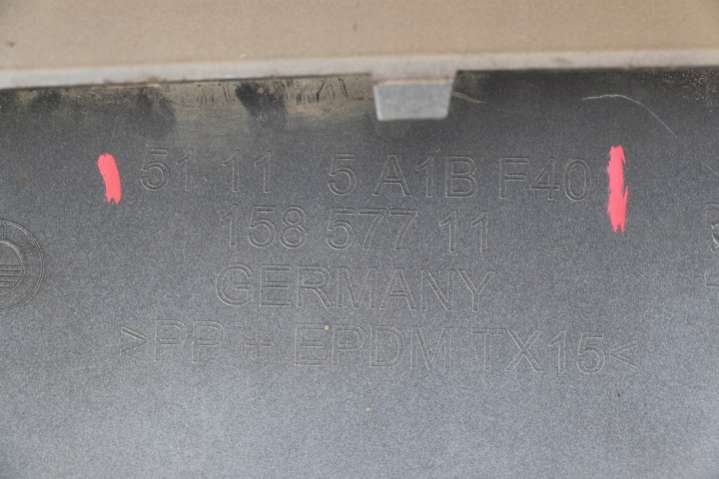 51 11 5 A1B F40
158 577 11
GERMANY
>PP + EPDM TX15<